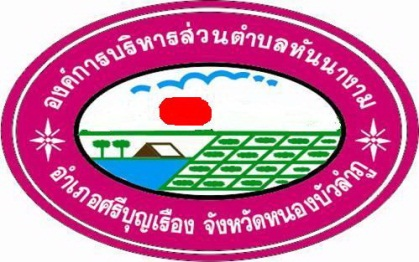 องค์การบริหารส่วนตำบลหันนางาม
อำเภอศรีบุญเรือง จังหวัดหนองบัวลำภู